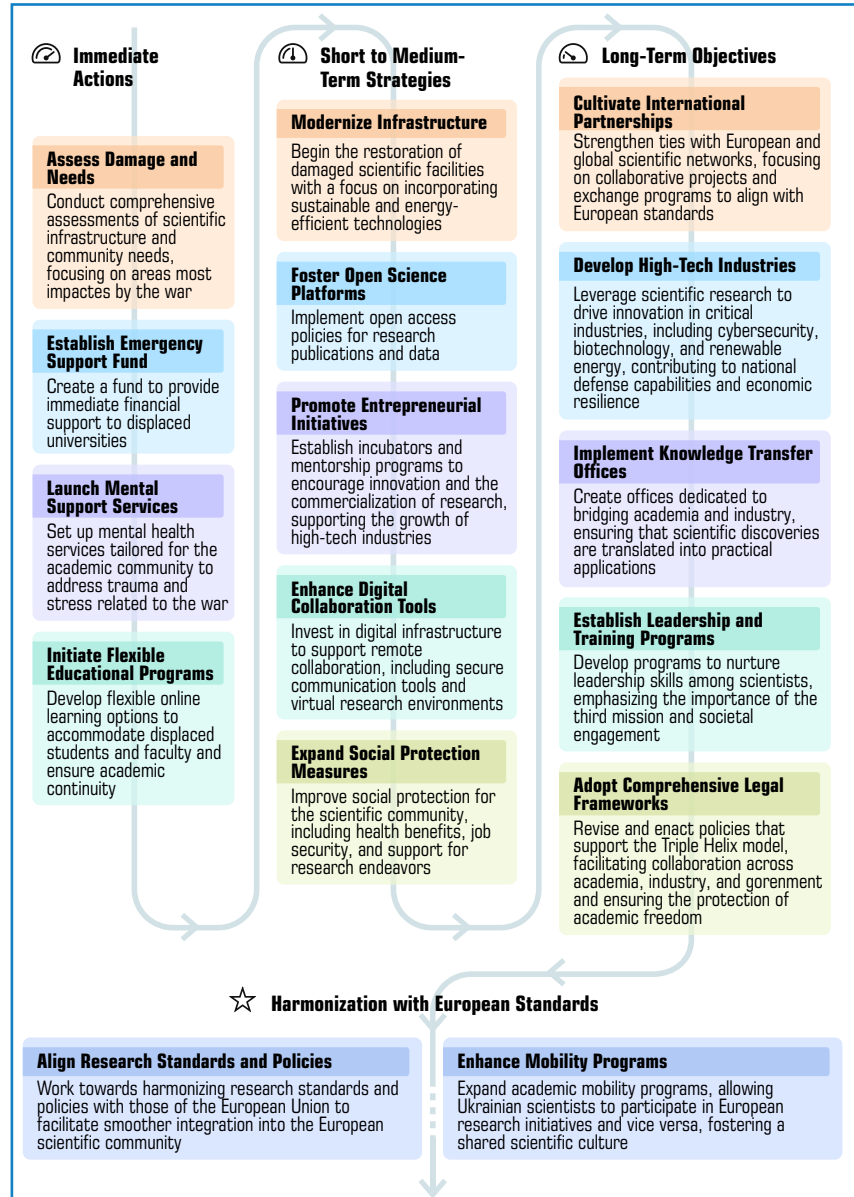 Immediate
Actions
Assess Damage and
Needs
Conduct comprehensive
assessments of scientific
infrastructure and
community needs,
focusing on areas most
impactes by the war
Establish Emergency
Support Fund
Create a fund to provide
immediate financial
support to displaced
universities
Launch Mental
Support Services
Set up mental health
services tailored for the
academic community to
address trauma and
stress related to the war
Initiate Flexible
Educational Programs
Develop flexible online
learning options to
accommodate displaced
students and faculty and
ensure academic
continuity
Short to Medium-
Term Strategies
Modernize Infrastructure
Begin the restoration of
damaged scientific facilities
with a focus on incorporating
sustainable and energy-
efficient technologies
Foster Open Science
Platforms
Implement open access
policies for research
publications and data
Promote Entrepreneurial
Initiatives
Establish incubators and
mentorship programs to
encourage innovation and the
commercialization of research,
supporting the growth of
high-tech industries
Enhance Digital
Collaboration Tools
Invest in digital infrastructure
to support remote
collaboration, including secure
communication tools and
virtual research environments
Expand Social Protection
Measures
Improve social protection for
the scientific community,
including health benefits, job
security, and support for
research endeavors
Long-Term Objectives
Cultivate International
Partnerships
Strengthen ties with European and
global scientific networks, focusing
on collaborative projects and
exchange programs to align with
European standards
Develop High-Tech Industries
Leverage scientific research to
drive innovation in critical
industries, including cybersecurity,
biotechnology, and renewable
energy, contributing to national
defense capabilities and economic
resilience
Implement Knowledge Transfer
Offices
Create offices dedicated to
bridging academia and industry,
ensuring that scientific discoveries
are translated into practical
applications
Establish Leadership and
Training Programs
Develop programs to nurture
leadership skills among scientists,
emphasizing the importance of the
third mission and societal
engagement
Adopt Comprehensive Legal
Frameworks
Revise and enact policies that
support the Triple Helix model,
facilitating collaboration across
academia, industry, and gorenment
and ensuring the protection of
academic freedom
Harmonization with European Standards
Align Research Standards and Policies
Work towards harmonizing research standards and
policies with those of the European Union to
facilitate smoother integration into the European
scientific community
Enhance Mobility Programs
Expand academic mobility programs, allowing
Ukrainian scientists to participate in European
research initiatives and vice versa, fostering a
shared scientific culture